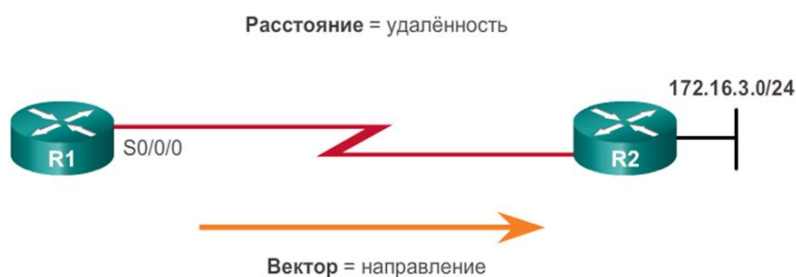 Расстояние = удалённость
172.16.3.0/24
R1
S0/0/0
R2
Вектор = направление